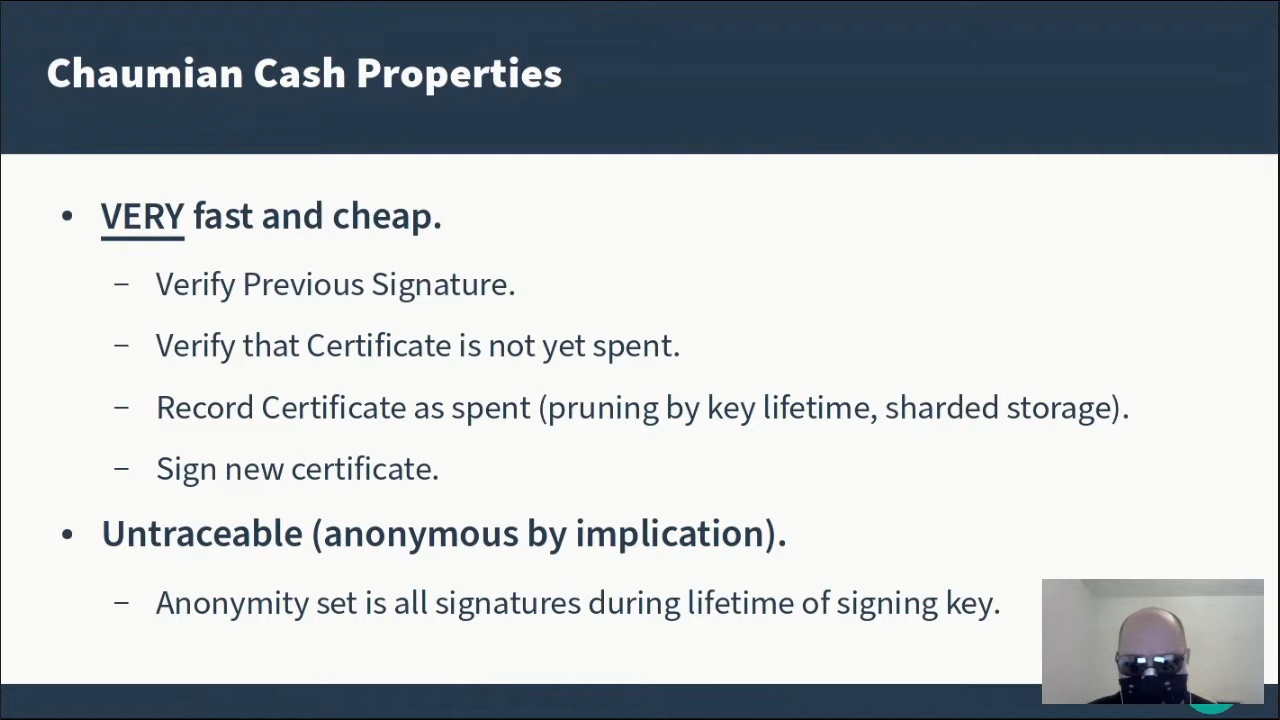 Chaumian Cash Properties
• VERY fast and cheap.
– Verify Previous Signature.
– Verify that Certificate is not yet spent.
– Record Certificate as spent (pruning by key lifetime, sharded storage).
– Sign new certificate.
• Untraceable (anonymous by implication).
– Anonymity set is all signatures during lifetime of signing key.